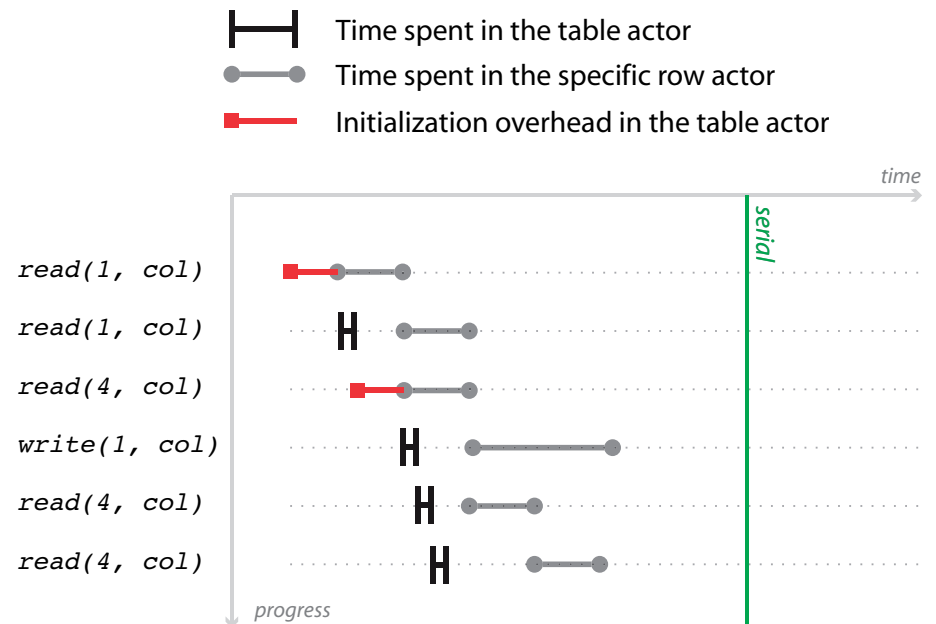 Time spent in the table actor
Time spent in the specific row actor
Initialization overhead in the table actor
time
serial
read(1, col)
read(1, col)
read(4, col)
write(1, col)
read(4, col)
read(4, col)
progress